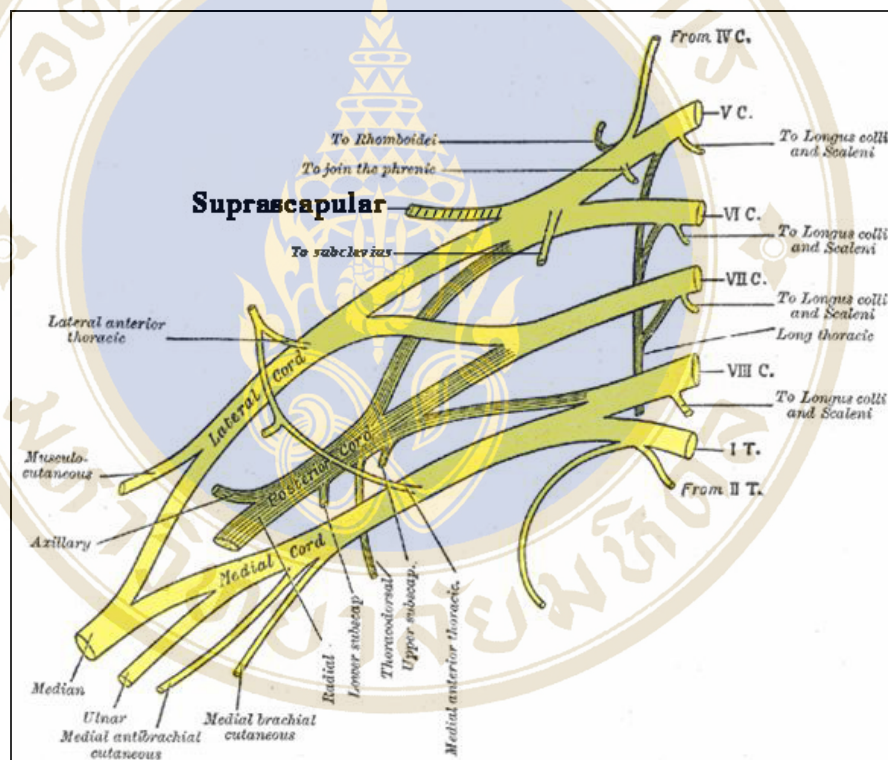 From IV C.
V C.
To Rhomboidei
To Longus colli
and Scaleni
To join the phrenic
Suprascapular
VI C.
To Longus colli
and Scaleni
To subclavius
VII C.
To Longus colli
and Scaleni
Lateral anterior
thoracic
Long thoracic
VIII C.
Lateral Cord
To Longus colli
and Scaleni
I T.
Musculo-
cutaneous
From II T.
Posterior Cord
Axillary
Medial Cord
Median
Ulnar
Medial antibrachial
cutaneous
Medial brachial
cutaneous
Radial
Lower subscap
Thoracodorsal
Upper subscap.
Medial anterior thoracic.